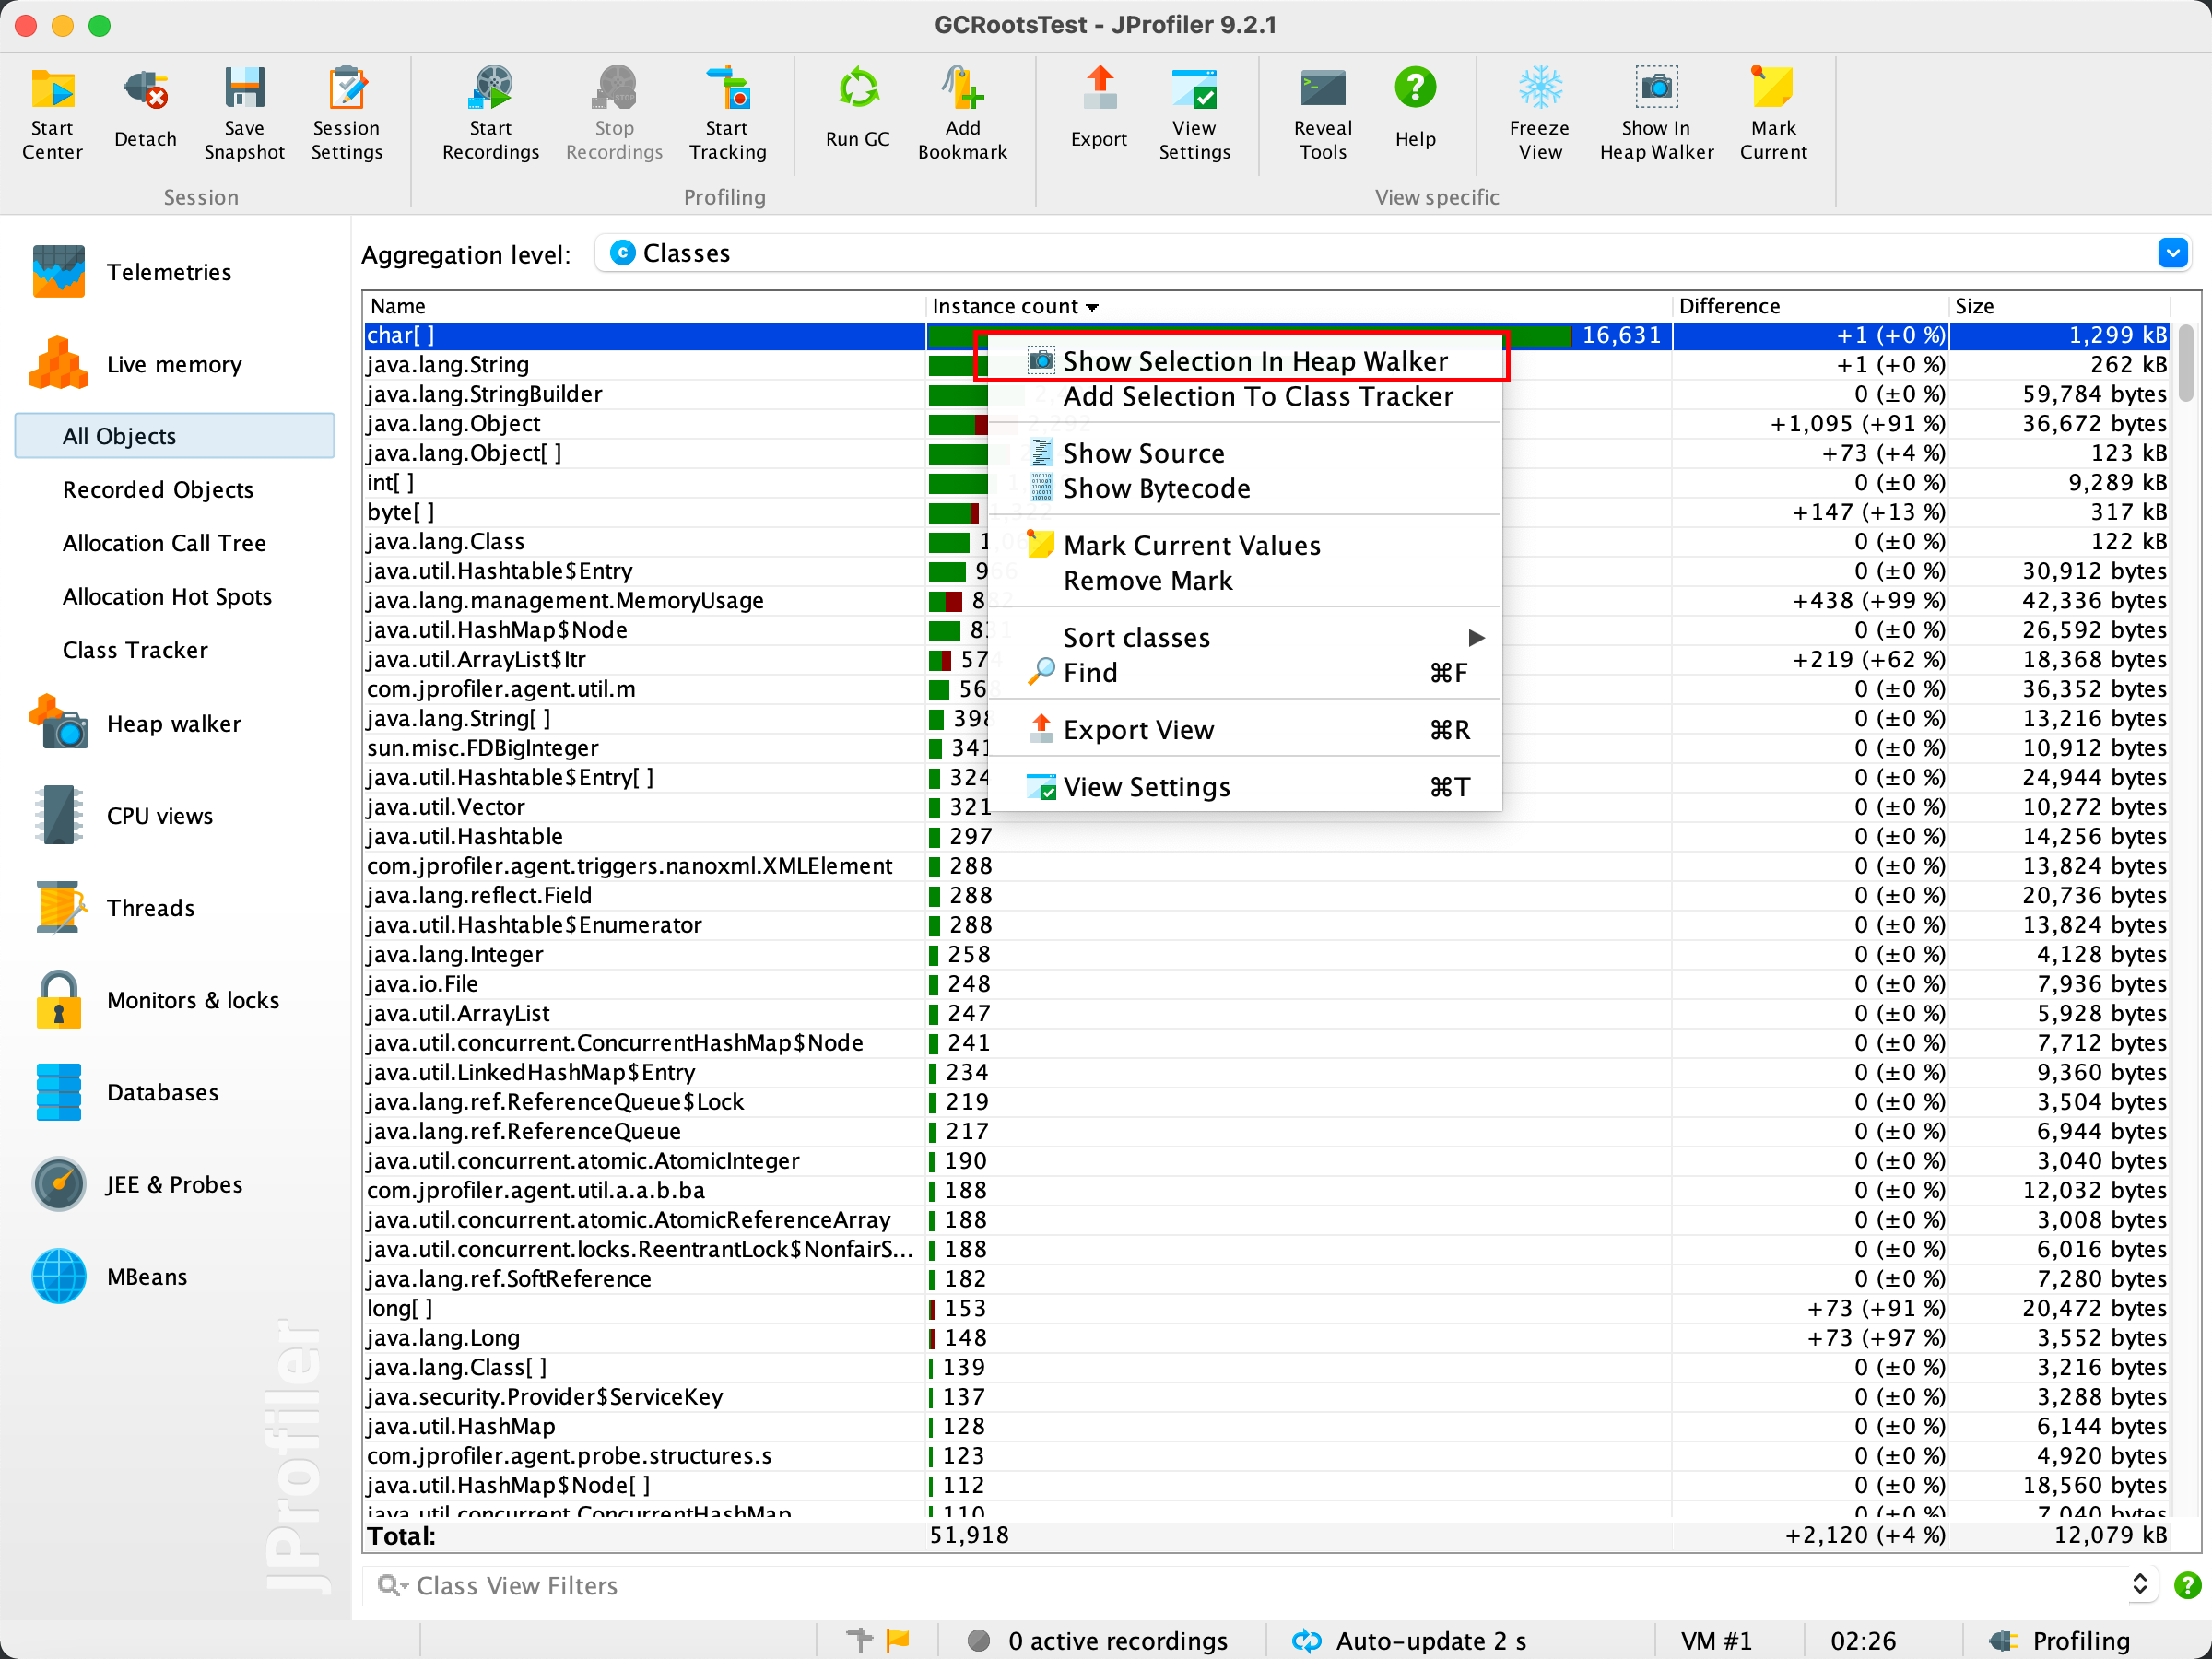 GCRootsTest - JProfiler 9.2.1
Start Center
Detach
Save Snapshot
Session Settings
Start Recordings
Stop Recordings
Start Tracking
Run GC
Add Bookmark
Export
View Settings
Reveal Tools
Help
Freeze View
Show In Heap Walker
Mark Current
Session
Profiling
View specific
Telemetries
Live memory
All Objects
Recorded Objects
Allocation Call Tree
Allocation Hot Spots
Class Tracker
Heap walker
CPU views
Threads
Monitors & locks
Databases
JEE & Probes
MBeans
JProfiler
Aggregation level: Classes
Name Instance count Difference Size
char[ ] 16,631 +1 (+0 %) 1,299 kB
java.lang.String +1 (+0 %) 262 kB
java.lang.StringBuilder 0 (±0 %) 59,784 bytes
java.lang.Object 2,292 +1,095 (+91 %) 36,672 bytes
java.lang.Object[ ] +73 (+4 %) 123 kB
int[ ] 0 (±0 %) 9,289 kB
byte[ ] +147 (+13 %) 317 kB
java.lang.Class 0 (±0 %) 122 kB
java.util.Hashtable$Entry 966 0 (±0 %) 30,912 bytes
java.lang.management.MemoryUsage 882 +438 (+99 %) 42,336 bytes
java.util.HashMap$Node 831 0 (±0 %) 26,592 bytes
java.util.ArrayList$Itr 574 +219 (+62 %) 18,368 bytes
com.jprofiler.agent.util.m 568 0 (±0 %) 36,352 bytes
java.lang.String[ ] 398 0 (±0 %) 13,216 bytes
sun.misc.FDBigInteger 341 0 (±0 %) 10,912 bytes
java.util.Hashtable$Entry[ ] 324 0 (±0 %) 24,944 bytes
java.util.Vector 321 0 (±0 %) 10,272 bytes
java.util.Hashtable 297 0 (±0 %) 14,256 bytes
com.jprofiler.agent.triggers.nanoxml.XMLElement 288 0 (±0 %) 13,824 bytes
java.lang.reflect.Field 288 0 (±0 %) 20,736 bytes
java.util.Hashtable$Enumerator 288 0 (±0 %) 13,824 bytes
java.lang.Integer 258 0 (±0 %) 4,128 bytes
java.io.File 248 0 (±0 %) 7,936 bytes
java.util.ArrayList 247 0 (±0 %) 5,928 bytes
java.util.concurrent.ConcurrentHashMap$Node 241 0 (±0 %) 7,712 bytes
java.util.LinkedHashMap$Entry 234 0 (±0 %) 9,360 bytes
java.lang.ref.ReferenceQueue$Lock 219 0 (±0 %) 3,504 bytes
java.lang.ref.ReferenceQueue 217 0 (±0 %) 6,944 bytes
java.util.concurrent.atomic.AtomicInteger 190 0 (±0 %) 3,040 bytes
com.jprofiler.agent.util.a.a.b.ba 188 0 (±0 %) 12,032 bytes
java.util.concurrent.atomic.AtomicReferenceArray 188 0 (±0 %) 3,008 bytes
java.util.concurrent.locks.ReentrantLock$NonfairS... 188 0 (±0 %) 6,016 bytes
java.lang.ref.SoftReference 182 0 (±0 %) 7,280 bytes
long[ ] 153 +73 (+91 %) 20,472 bytes
java.lang.Long 148 +73 (+97 %) 3,552 bytes
java.lang.Class[ ] 139 0 (±0 %) 3,216 bytes
java.security.Provider$ServiceKey 137 0 (±0 %) 3,288 bytes
java.util.HashMap 128 0 (±0 %) 6,144 bytes
com.jprofiler.agent.probe.structures.s 123 0 (±0 %) 4,920 bytes
java.util.HashMap$Node[ ] 112 0 (±0 %) 18,560 bytes
java.util.concurrent.ConcurrentHashMap 110 0 (±0 %) 7,040 bytes
Total: 51,918 +2,120 (+4 %) 12,079 kB
Show Selection In Heap Walker
Add Selection To Class Tracker
Show Source
Show Bytecode
Mark Current Values
Remove Mark
Sort classes
Find ⌘F
Export View ⌘R
View Settings ⌘T
Class View Filters
0 active recordings
Auto-update 2 s
VM #1
02:26
Profiling